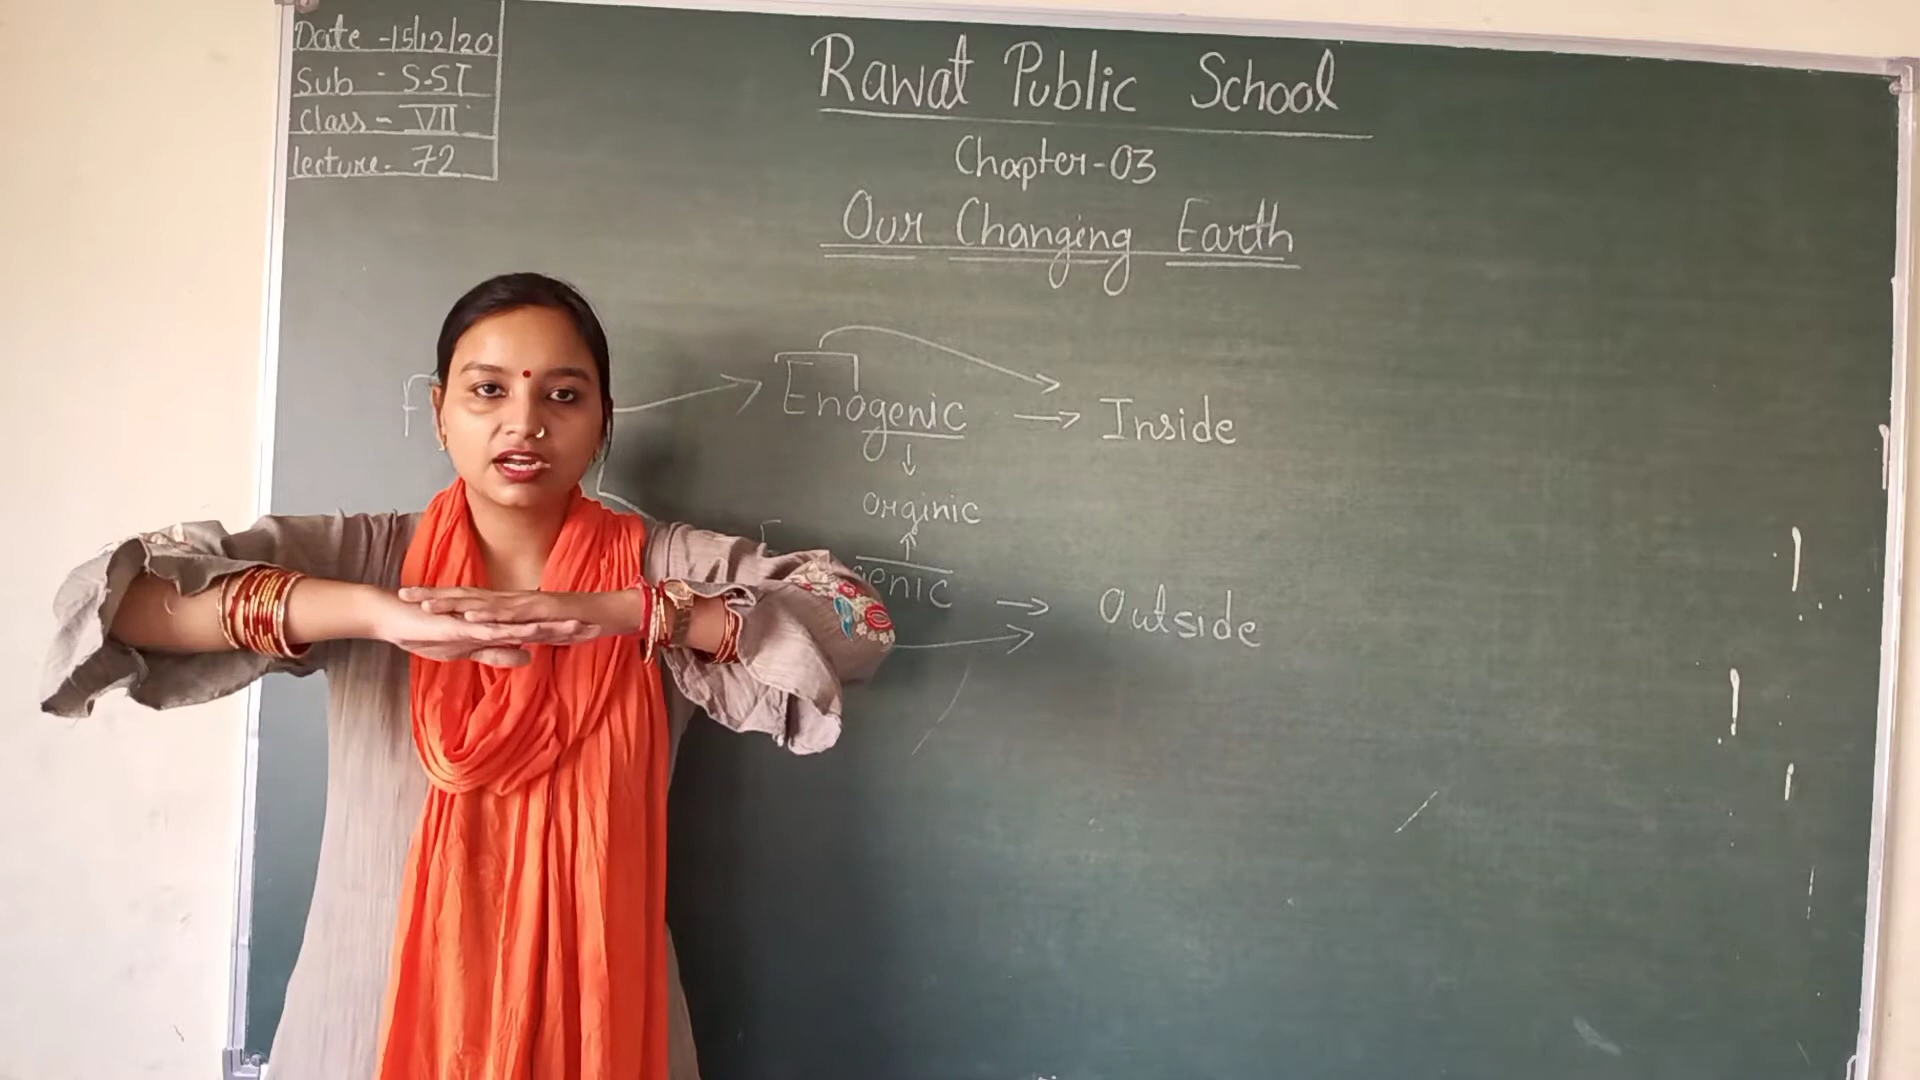 Date - 15/12/20
Sub - S.ST
Class - VII
lecture - 72
Rawat Public School
Chapter-03
Our Changing Earth
Enogenic → Inside
↓
orginic
↑
genic → Outside